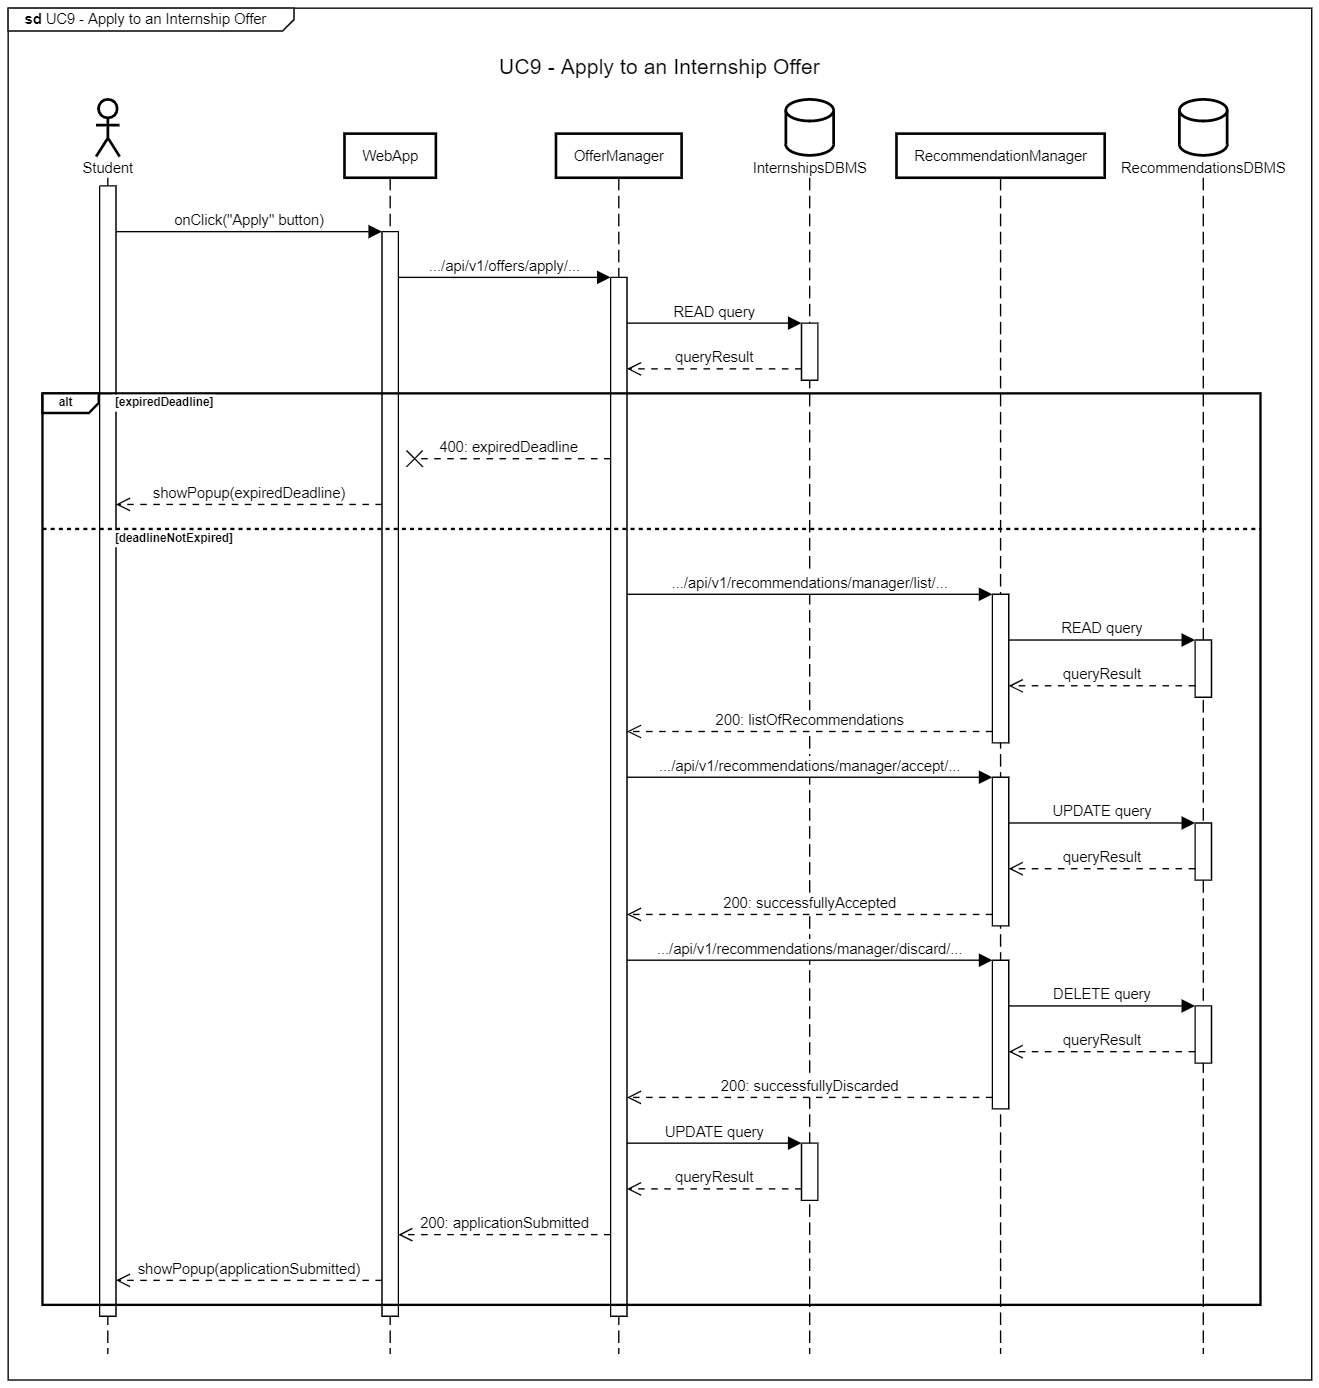 sd UC9 - Apply to an Internship Offer
UC9 - Apply to an Internship Offer
Student
WebApp
OfferManager
InternshipsDBMS
RecommendationManager
RecommendationsDBMS
onClick("Apply" button)
.../api/v1/offers/apply/...
READ query
queryResult
alt
[expiredDeadline]
400: expiredDeadline
showPopup(expiredDeadline)
[deadlineNotExpired]
.../api/v1/recommendations/manager/list/...
READ query
queryResult
200: listOfRecommendations
.../api/v1/recommendations/manager/accept/...
UPDATE query
queryResult
200: successfullyAccepted
.../api/v1/recommendations/manager/discard/...
DELETE query
queryResult
200: successfullyDiscarded
UPDATE query
queryResult
200: applicationSubmitted
showPopup(applicationSubmitted)